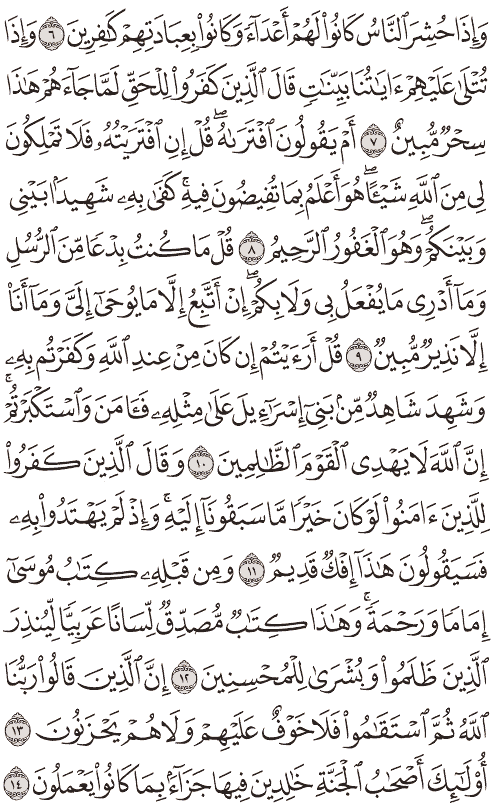 وَإِذَا حُشِرَ ٱلنَّاسُ كَانُوا۟ لَهُمْ أَعْدَآءً وَكَانُوا۟ بِعِبَادَتِهِمْ كَـٰفِرِينَ ٦ وَإِذَا
تُتْلَىٰ عَلَيْهِمْ ءَايَـٰتُنَا بَيِّنَـٰتٍ قَالَ ٱلَّذِينَ كَفَرُوا۟ لِلْحَقِّ لَمَّا جَآءَهُمْ هَـٰذَا
سِحْرٌ مُّبِينٌ ٧ أَمْ يَقُولُونَ ٱفْتَرَىٰهُ ۖ قُلْ إِنِ ٱفْتَرَيْتُهُۥ فَلَا تَمْلِكُونَ
لِى مِنَ ٱللَّهِ شَيْـًٔا ۖ هُوَ أَعْلَمُ بِمَا تُفِيضُونَ فِيهِ ۖ كَفَىٰ بِهِۦ شَهِيدًۢا بَيْنِى
وَبَيْنَكُمْ ۖ وَهُوَ ٱلْغَفُورُ ٱلرَّحِيمُ ٨ قُلْ مَا كُنتُ بِدْعًا مِّنَ ٱلرُّسُلِ
وَمَآ أَدْرِى مَا يُفْعَلُ بِى وَلَا بِكُمْ ۖ إِنْ أَتَّبِعُ إِلَّا مَا يُوحَىٰٓ إِلَىَّ وَمَآ أَنَا۠
إِلَّا نَذِيرٌ مُّبِينٌ ٩ قُلْ أَرَءَيْتُمْ إِن كَانَ مِنْ عِندِ ٱللَّهِ وَكَفَرْتُم بِهِۦ
وَشَهِدَ شَاهِدٌ مِّنۢ بَنِىٓ إِسْرَٰٓءِيلَ عَلَىٰ مِثْلِهِۦ فَـَٔامَنَ وَٱسْتَكْبَرْتُمْ ۖ
إِنَّ ٱللَّهَ لَا يَهْدِى ٱلْقَوْمَ ٱلظَّـٰلِمِينَ ١٠ وَقَالَ ٱلَّذِينَ كَفَرُوا۟
لِلَّذِينَ ءَامَنُوا۟ لَوْ كَانَ خَيْرًا مَّا سَبَقُونَآ إِلَيْهِ ۚ وَإِذْ لَمْ يَهْتَدُوا۟ بِهِۦ
فَسَيَقُولُونَ هَـٰذَآ إِفْكٌ قَدِيمٌ ١١ وَمِن قَبْلِهِۦ كِتَـٰبُ مُوسَىٰٓ
إِمَامًا وَرَحْمَةً ۚ وَهَـٰذَا كِتَـٰبٌ مُّصَدِّقٌ لِّسَانًا عَرَبِيًّا لِّيُنذِرَ
ٱلَّذِينَ ظَلَمُوا۟ وَبُشْرَىٰ لِلْمُحْسِنِينَ ١٢ إِنَّ ٱلَّذِينَ قَالُوا۟ رَبُّنَا
ٱللَّهُ ثُمَّ ٱسْتَقَـٰمُوا۟ فَلَا خَوْفٌ عَلَيْهِمْ وَلَا هُمْ يَحْزَنُونَ ١٣
أُو۟لَـٰٓئِكَ أَصْحَـٰبُ ٱلْجَنَّةِ خَـٰلِدِينَ فِيهَا جَزَآءًۢ بِمَا كَانُوا۟ يَعْمَلُونَ ١٤